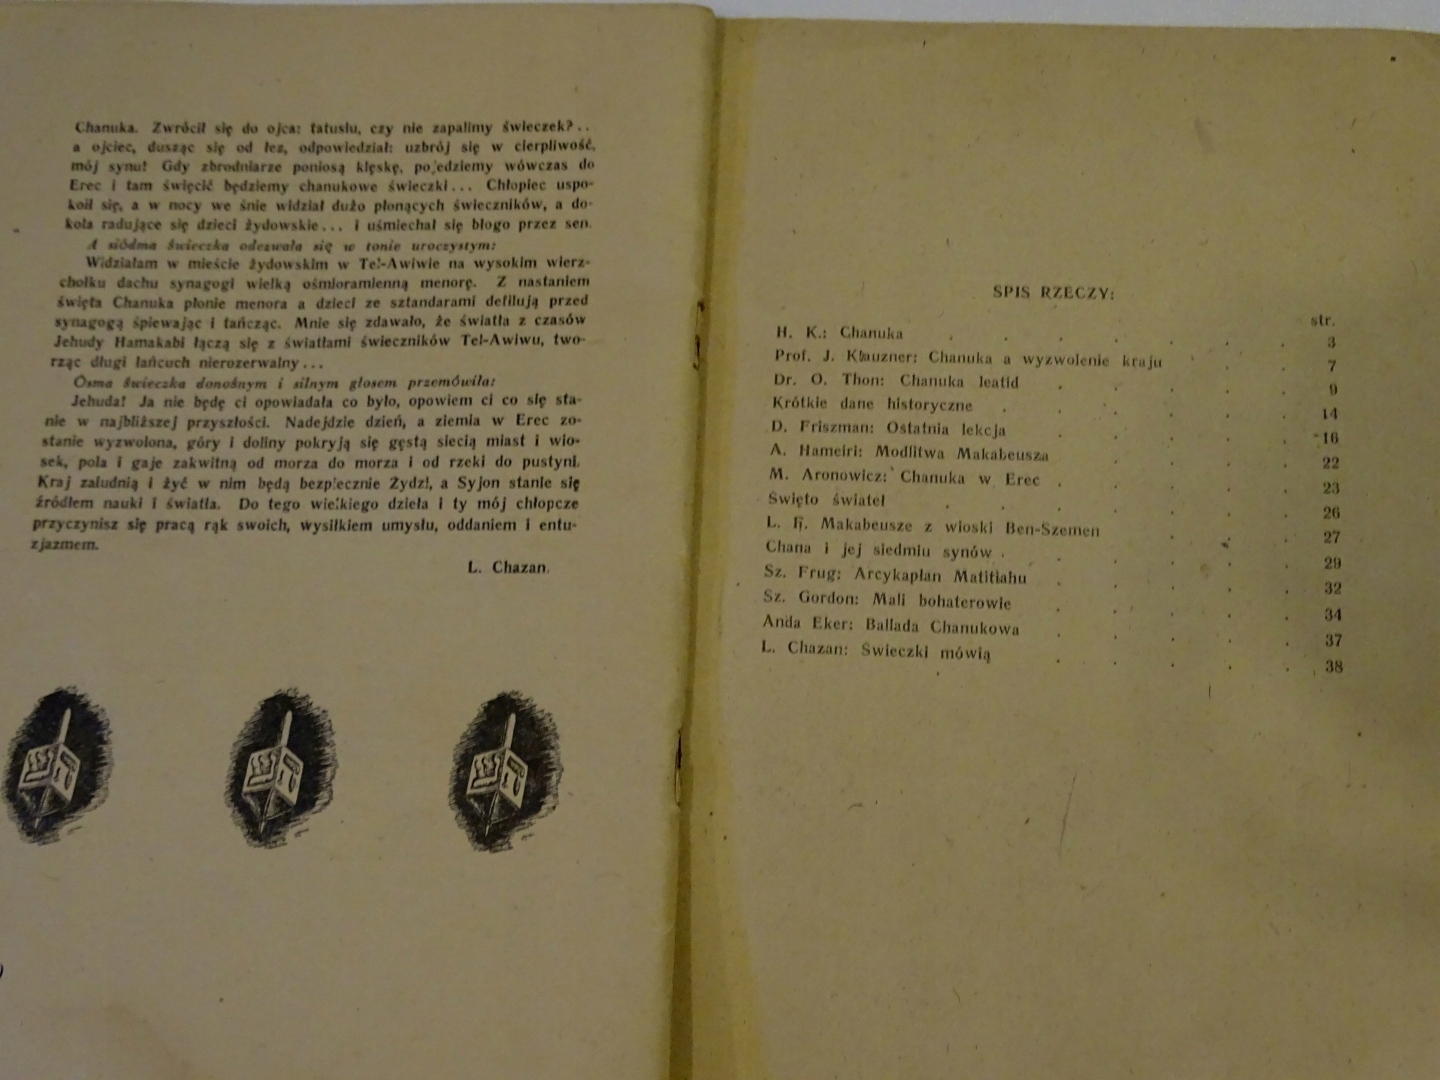 Chanuka. Zwrócił się do ojca: tatusiu, czy nie zapalimy świeczek?..
a ojciec, dusząc się od łez, odpowiedział: uzbrój się w cierpliwość,
mój synu! Gdy zbrodniarze poniosą klęskę, pojedziemy wówczas do
Erec i tam święcić będziemy chanukowe świeczki... Chłopiec uspo-
koił się, a w nocy we śnie widział dużo płonących świeczników, a do-
koła radujące się dzieci żydowskie... i uśmiechał się błogo przez sen.
A siódma świeczka odezwała się w tonie uroczystym:
Widziałam w mieście żydowskim w Tel-Awiwie na wysokim wierz-
chołku dachu synagogi wielką ośmioramienną menorę. Z nastaniem
święta Chanuka płonie menora a dzieci ze sztandarami defilują przed
synagogą śpiewając i tańcząc. Mnie się zdawało, że światła z czasów
Jehudy Hamakabi łączą się z światłami świeczników Tel-Awiwu, two-
rząc długi łańcuch nierozerwalny...
Ósma świeczka donośnym i silnym głosem przemówiła:
Jehuda! Ja nie będę ci opowiadała co było, opowiem ci co się sta-
nie w najbliższej przyszłości. Nadejdzie dzień, a ziemia w Erec zo-
stanie wyzwolona, góry i doliny pokryją się gęstą siecią miast i wio-
sek, pola i gaje zakwitną od morza do morza i od rzeki do pustyni.
Kraj zaludnią i żyć w nim będą bezpiecznie Żydzi, a Syjon stanie się
źródłem nauki i światła. Do tego wielkiego dzieła i ty mój chłopcze
przyczynisz się pracą rąk swoich, wysiłkiem umysłu, oddaniem i entu-
zjazmem.
L. Chazan.
SPIS RZECZY:
str.
H. K.: Chanuka . . . . . . . 3
Prof. J. Klauzner: Chanuka a wyzwolenie kraju . . . 7
Dr. O. Thon: Chanuka leatid . . . . . 9
Krótkie dane historyczne . . . . . . 14
D. Friszman: Ostatnia lekcja . . . . . 16
A. Hameiri: Modlitwa Makabeusza . . . . . 22
M. Aronowicz: Chanuka w Erec . . . . . 23
Święto świateł . . . . . . . 26
L. H. Makabeusze z wioski Ben-Szemen . . . 27
Chana i jej siedmiu synów . . . . . . 29
Sz. Frug: Arcykapłan Matitiahu . . . . . 32
Sz. Gordon: Mali bohaterowie . . . . . 34
Anda Eker: Ballada Chanukowa . . . . . 37
L. Chazan: Świeczki mówią . . . . . 38